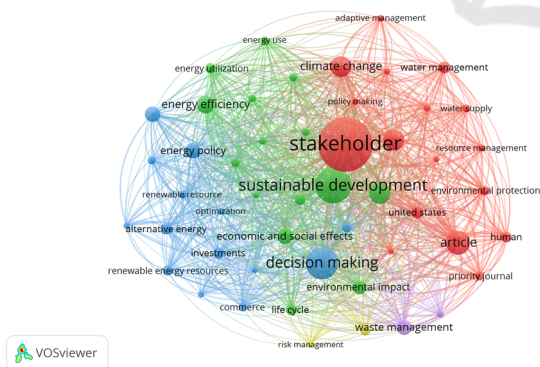 adaptive management
energy use
climate change
water management
energy utilization
policy making
energy efficiency
water supply
stakeholder
resource management
energy policy
sustainable development
environmental protection
renewable resource
optimization
united states
alternative energy
economic and social effects
human
article
investments
decision making
renewable energy resources
priority journal
environmental impact
commerce
life cycle
waste management
risk management
VOSviewer